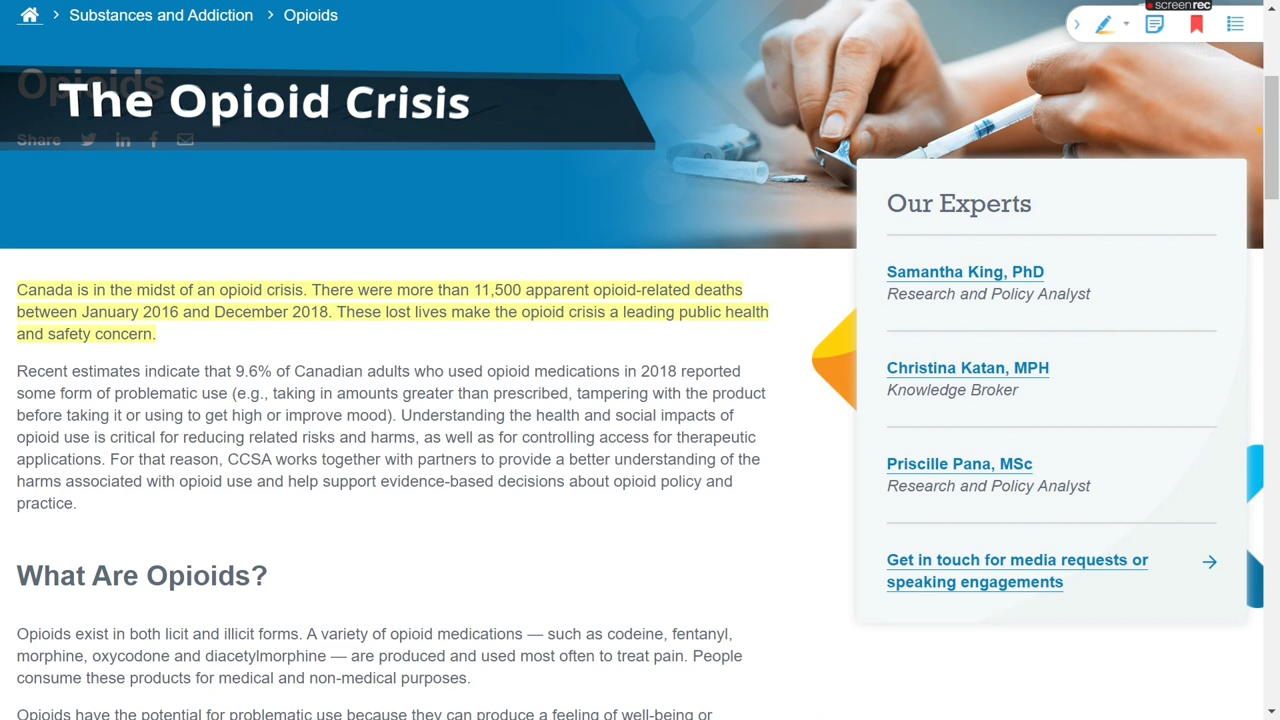 screenrec
Substances and Addiction
Opioids
Opioids
The Opioid Crisis
Share
Canada is in the midst of an opioid crisis. There were more than 11,500 apparent opioid-related deaths
between January 2016 and December 2018. These lost lives make the opioid crisis a leading public health
and safety concern.
Recent estimates indicate that 9.6% of Canadian adults who used opioid medications in 2018 reported
some form of problematic use (e.g., taking in amounts greater than prescribed, tampering with the product
before taking it or using to get high or improve mood). Understanding the health and social impacts of
opioid use is critical for reducing related risks and harms, as well as for controlling access for therapeutic
applications. For that reason, CCSA works together with partners to provide a better understanding of the
harms associated with opioid use and help support evidence-based decisions about opioid policy and
practice.
What Are Opioids?
Opioids exist in both licit and illicit forms. A variety of opioid medications — such as codeine, fentanyl,
morphine, oxycodone and diacetylmorphine — are produced and used most often to treat pain. People
consume these products for medical and non-medical purposes.
Opioids have the potential for problematic use because they can produce a feeling of well-being or
Our Experts
Samantha King, PhD
Research and Policy Analyst
Christina Katan, MPH
Knowledge Broker
Priscille Pana, MSc
Research and Policy Analyst
Get in touch for media requests or
speaking engagements